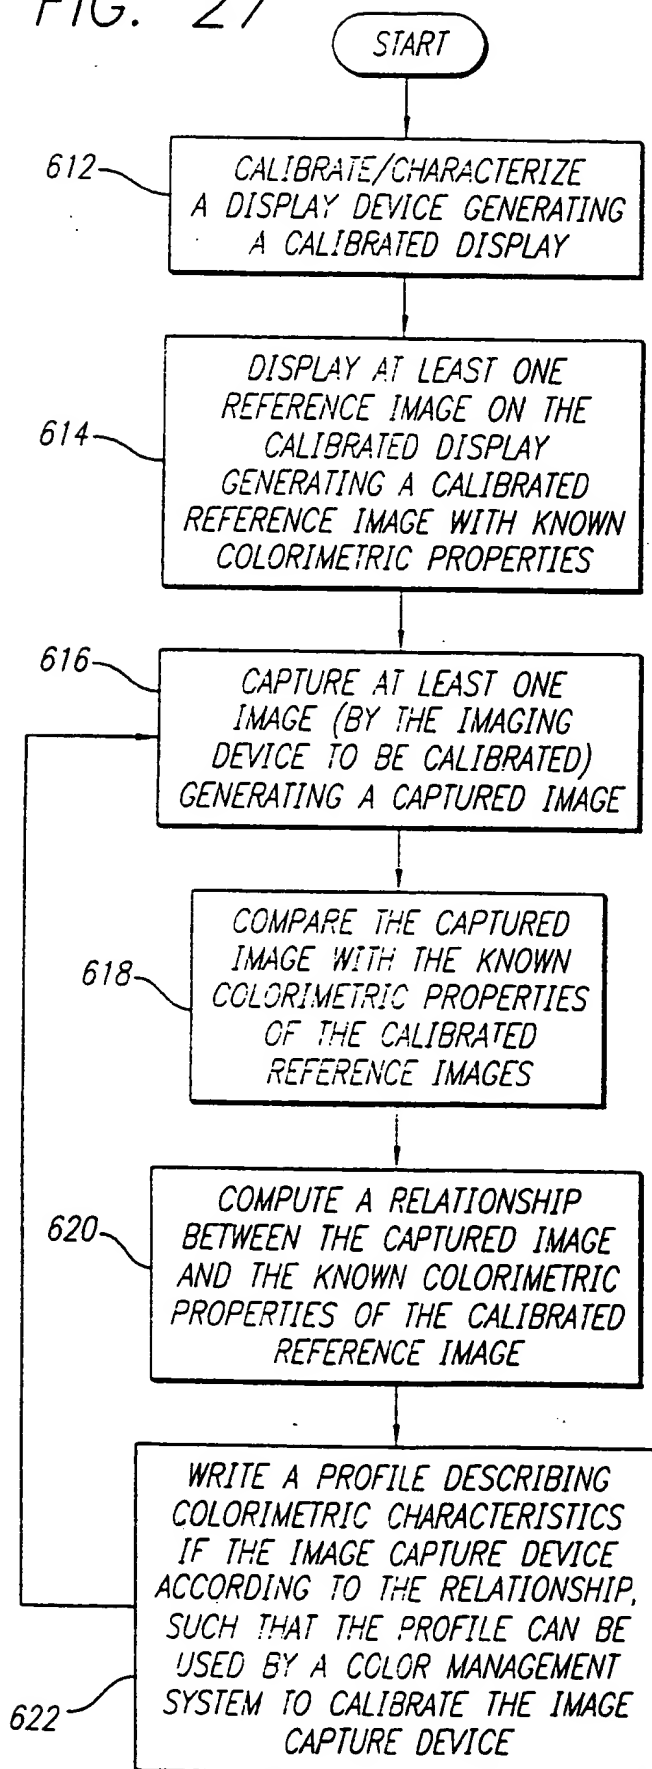 FIG. 27
START
612
CALIBRATE/CHARACTERIZE
A DISPLAY DEVICE GENERATING
A CALIBRATED DISPLAY
614
DISPLAY AT LEAST ONE
REFERENCE IMAGE ON THE
CALIBRATED DISPLAY
GENERATING A CALIBRATED
REFERENCE IMAGE WITH KNOWN
COLORIMETRIC PROPERTIES
616
CAPTURE AT LEAST ONE
IMAGE (BY THE IMAGING
DEVICE TO BE CALIBRATED)
GENERATING A CAPTURED IMAGE
618
COMPARE THE CAPTURED
IMAGE WITH THE KNOWN
COLORIMETRIC PROPERTIES
OF THE CALIBRATED
REFERENCE IMAGES
620
COMPUTE A RELATIONSHIP
BETWEEN THE CAPTURED IMAGE
AND THE KNOWN COLORIMETRIC
PROPERTIES OF THE CALIBRATED
REFERENCE IMAGE
622
WRITE A PROFILE DESCRIBING
COLORIMETRIC CHARACTERISTICS
IF THE IMAGE CAPTURE DEVICE
ACCORDING TO THE RELATIONSHIP,
SUCH THAT THE PROFILE CAN BE
USED BY A COLOR MANAGEMENT
SYSTEM TO CALIBRATE THE IMAGE
CAPTURE DEVICE